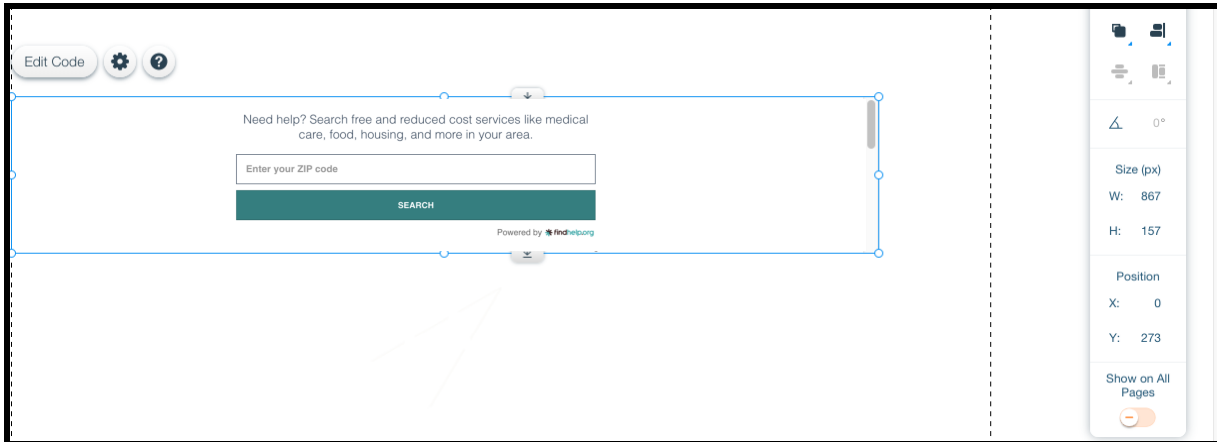 Edit Code
Need help? Search free and reduced cost services like medical
care, food, housing, and more in your area.
Enter your ZIP code
SEARCH
Powered by findhelp.org
0°
Size (px)
W: 867
H: 157
Position
X: 0
Y: 273
Show on All
Pages